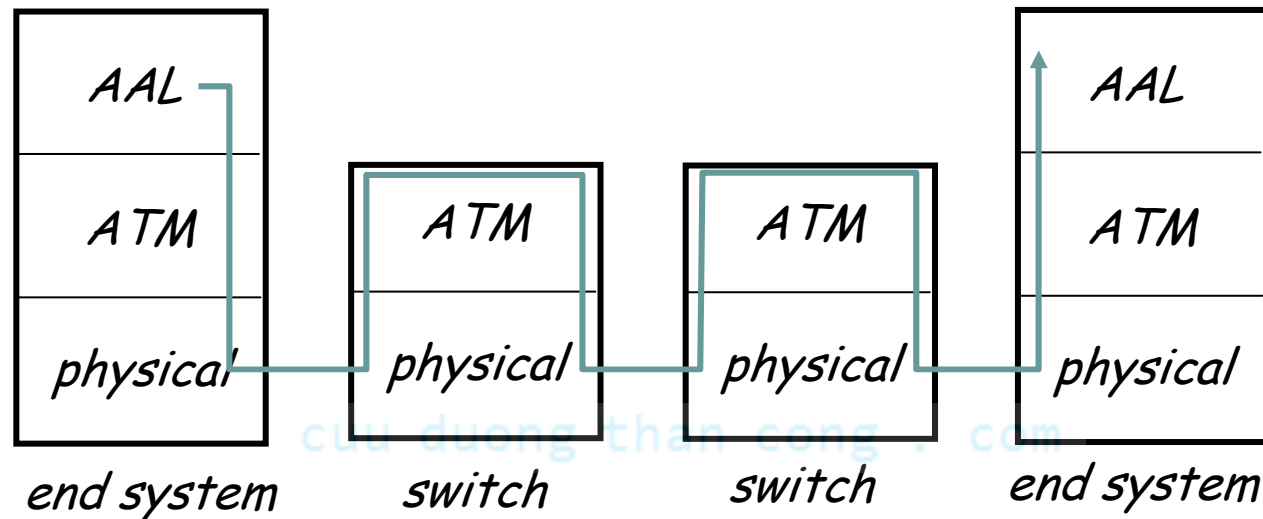 AAL AAL
ATM ATM ATM ATM
physical physical physical physical
cuu duong than cong . com
end system switch switch end system